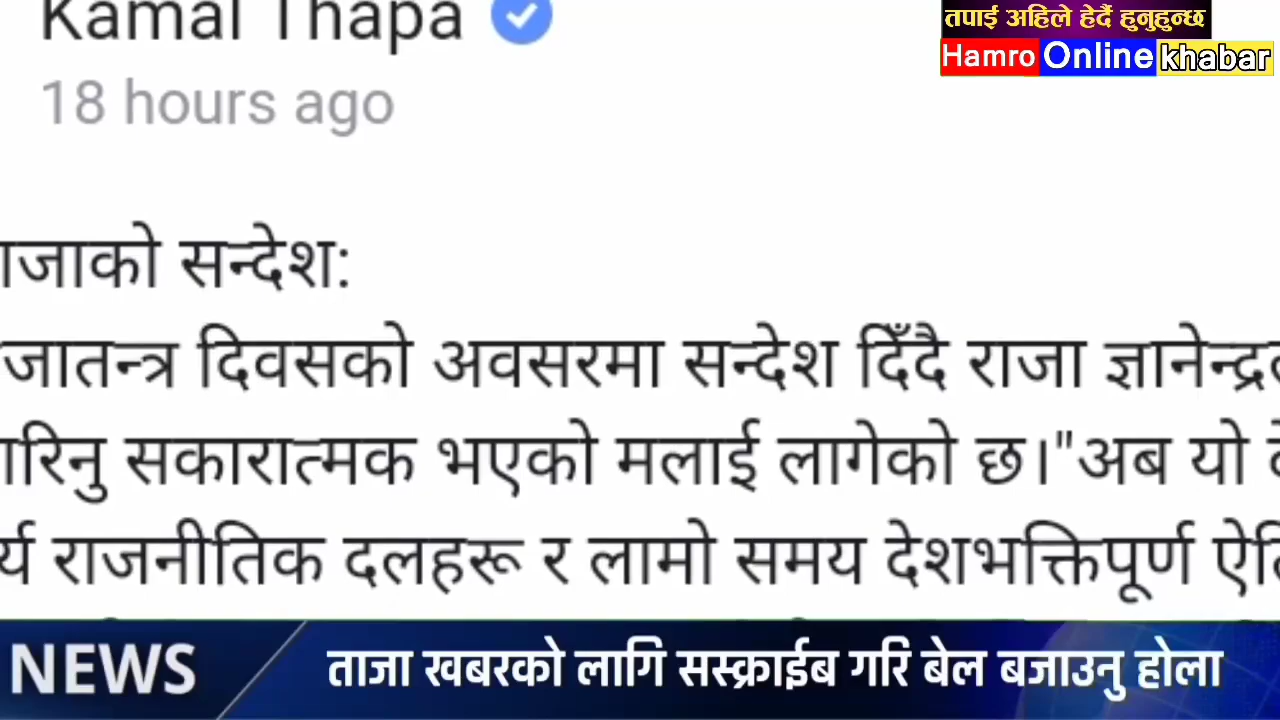 Kamal Thapa
तपाई अहिले हेर्दै हुनुहुन्छ
Hamro Online khabar
18 hours ago
ाजाको सन्देश:
जातन्त्र दिवसको अवसरमा सन्देश दिँदै राजा ज्ञानेन्द्रल
ारिनु सकारात्मक भएको मलाई लागेको छ।"अब यो
र्य राजनीतिक दलहरू र लामो समय देशभक्तिपूर्ण
NEWS
ताजा खबरको लागि सस्क्राईब गरि बेल बजाउनु होला